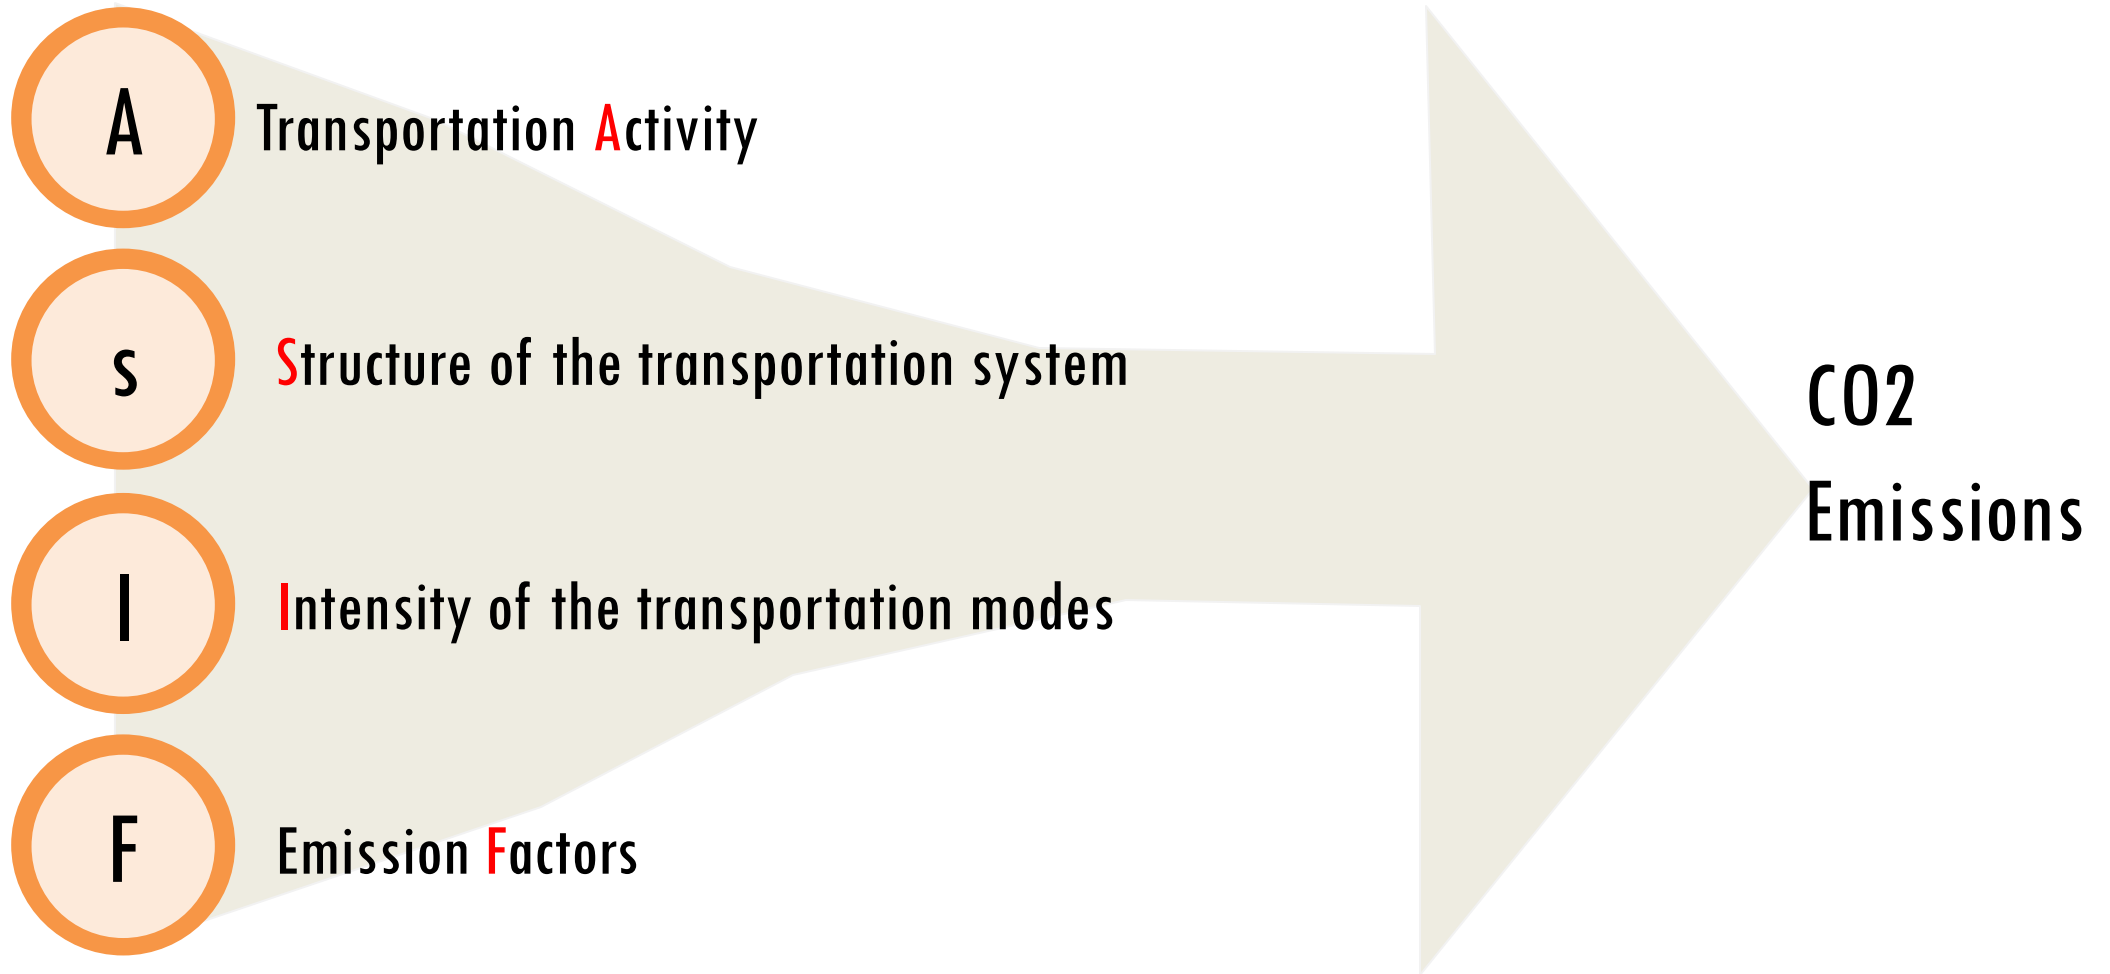 A
Transportation Activity
s
Structure of the transportation system
I
Intensity of the transportation modes
F
Emission Factors
CO2
Emissions